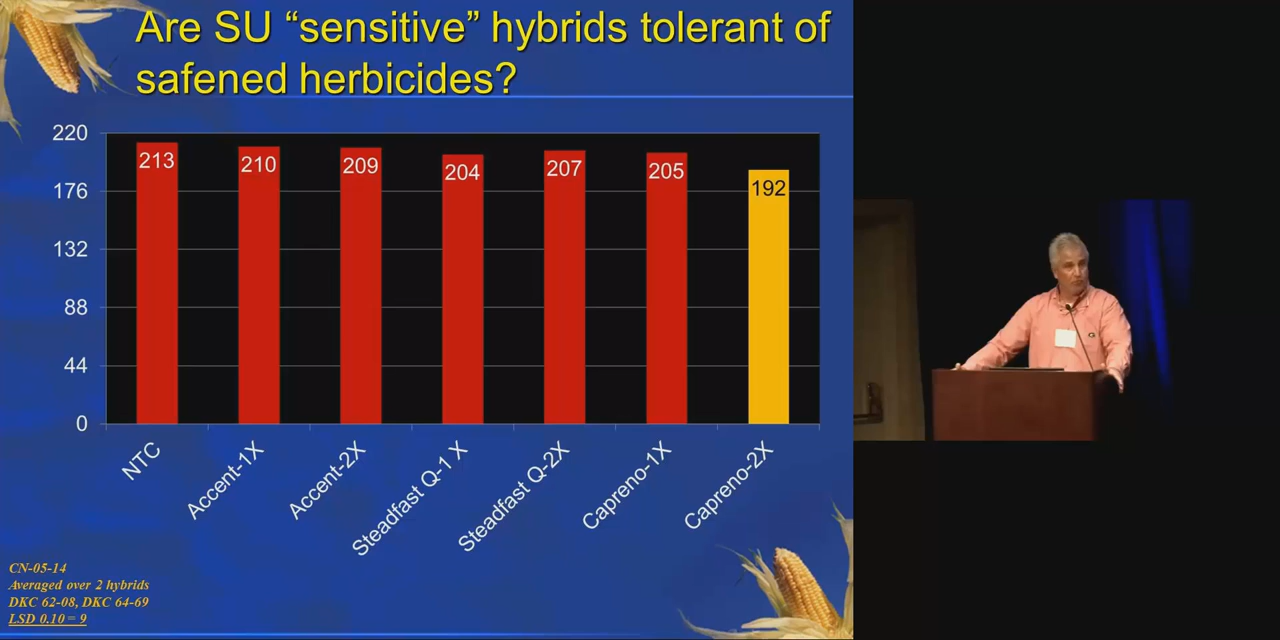 Are SU “sensitive” hybrids tolerant of
safened herbicides?
220
176
132
88
44
0
213
210
209
204
207
205
192
NTC
Accent-1X
Accent-2X
Steadfast Q-1 X
Steadfast Q-2X
Capreno-1X
Capreno-2X
CN-05-14
Averaged over 2 hybrids
DKC 62-08, DKC 64-69
LSD 0.10 = 9